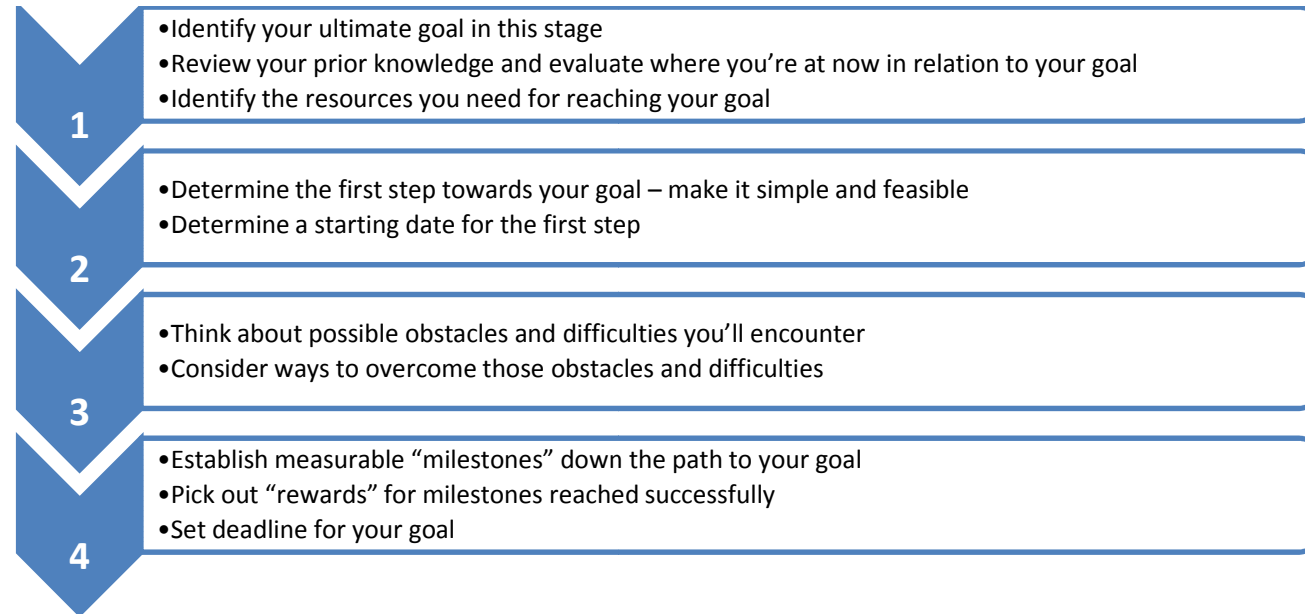 1
•Identify your ultimate goal in this stage
•Review your prior knowledge and evaluate where you’re at now in relation to your goal
•Identify the resources you need for reaching your goal
2
•Determine the first step towards your goal – make it simple and feasible
•Determine a starting date for the first step
3
•Think about possible obstacles and difficulties you’ll encounter
•Consider ways to overcome those obstacles and difficulties
4
•Establish measurable “milestones” down the path to your goal
•Pick out “rewards” for milestones reached successfully
•Set deadline for your goal